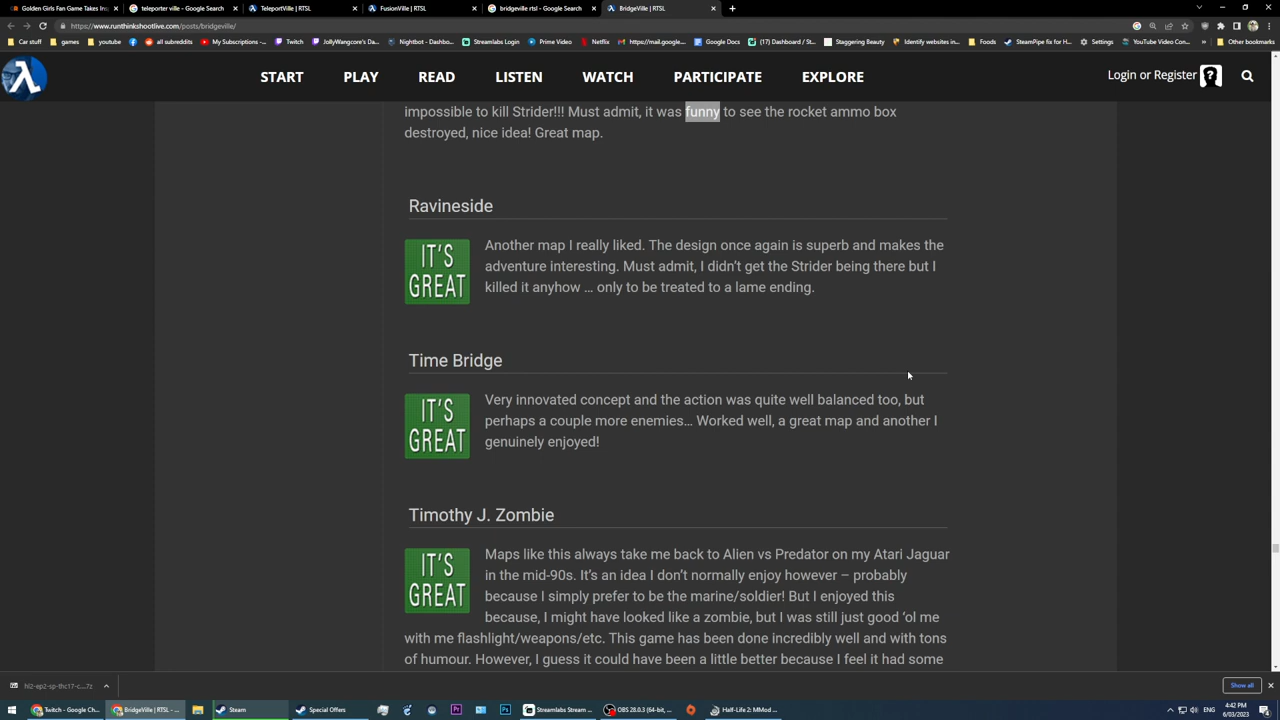 Golden Girls Fan Game Takes Inv
teleporter ville - Google Search
TeleportVille | RTSL
FusionVille | RTSL
bridgeville rtsl - Google Search
BridgeVille | RTSL
https://www.runthinkshootlive.com/posts/bridgeville/
Car stuff
games
youtube
all subreddits
My Subscriptions -...
Twitch
JollyWangcore's Da...
Nightbot - Dashbo...
Streamlabs Extensi...
Prime Video
Netflix
https://mail.google....
Google Docs
(17) Dashboard / St...
Staggering Beauty
Identify websites in...
Foods
SteamPipe fix for H...
Settings
YouTube Video Con...
Other bookmarks
START
PLAY
READ
LISTEN
WATCH
PARTICIPATE
EXPLORE
Login or Register
impossible to kill Strider!!! Must admit, it was funny to see the rocket ammo box
destroyed, nice idea! Great map.
Ravineside
IT'S GREAT
Another map I really liked. The design once again is superb and makes the
adventure interesting. Must admit, I didn't get the Strider being there but I
killed it anyhow … only to be treated to a lame ending.
Time Bridge
IT'S GREAT
Very innovated concept and the action was quite well balanced too, but
perhaps a couple more enemies… Worked well, a great map and another I
genuinely enjoyed!
Timothy J. Zombie
IT'S GREAT
Maps like this always take me back to Alien vs Predator on my Atari Jaguar
in the mid-90s. It's an idea I don't normally enjoy however – probably
because I simply prefer to be the marine/soldier! But I enjoyed this
because, I might have looked like a zombie, but I was still just good 'ol me
with me flashlight/weapons/etc. This game has been done incredibly well and with tons
of humour. However, I guess it could have been a little better because I feel it had some
hl2-ep2-sp-thc17-c....7z
Show all
Twitch - Google Ch...
BridgeVille | RTSL -...
Steam
Special Offers
Streamlabs Stream ...
OBS 28.0.3 (64-bit, ...
Half-Life 2: MMod ...
ENG
4:42 PM
6/03/2023